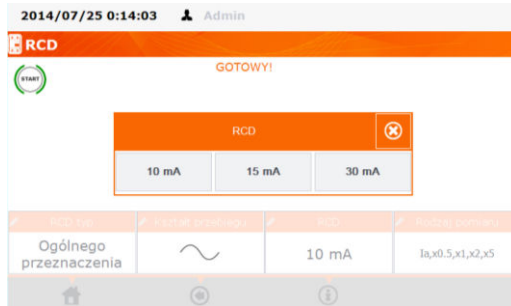 2014/07/25 0:14:03 Admin
RCD
START
GOTOWY!
RCD
10 mA 15 mA 30 mA
RCD typ Kształt przebiegu RCD Rodzaj pomiaru
Ogólnego
przeznaczenia
10 mA
Ia,x0.5,x1,x2,x5